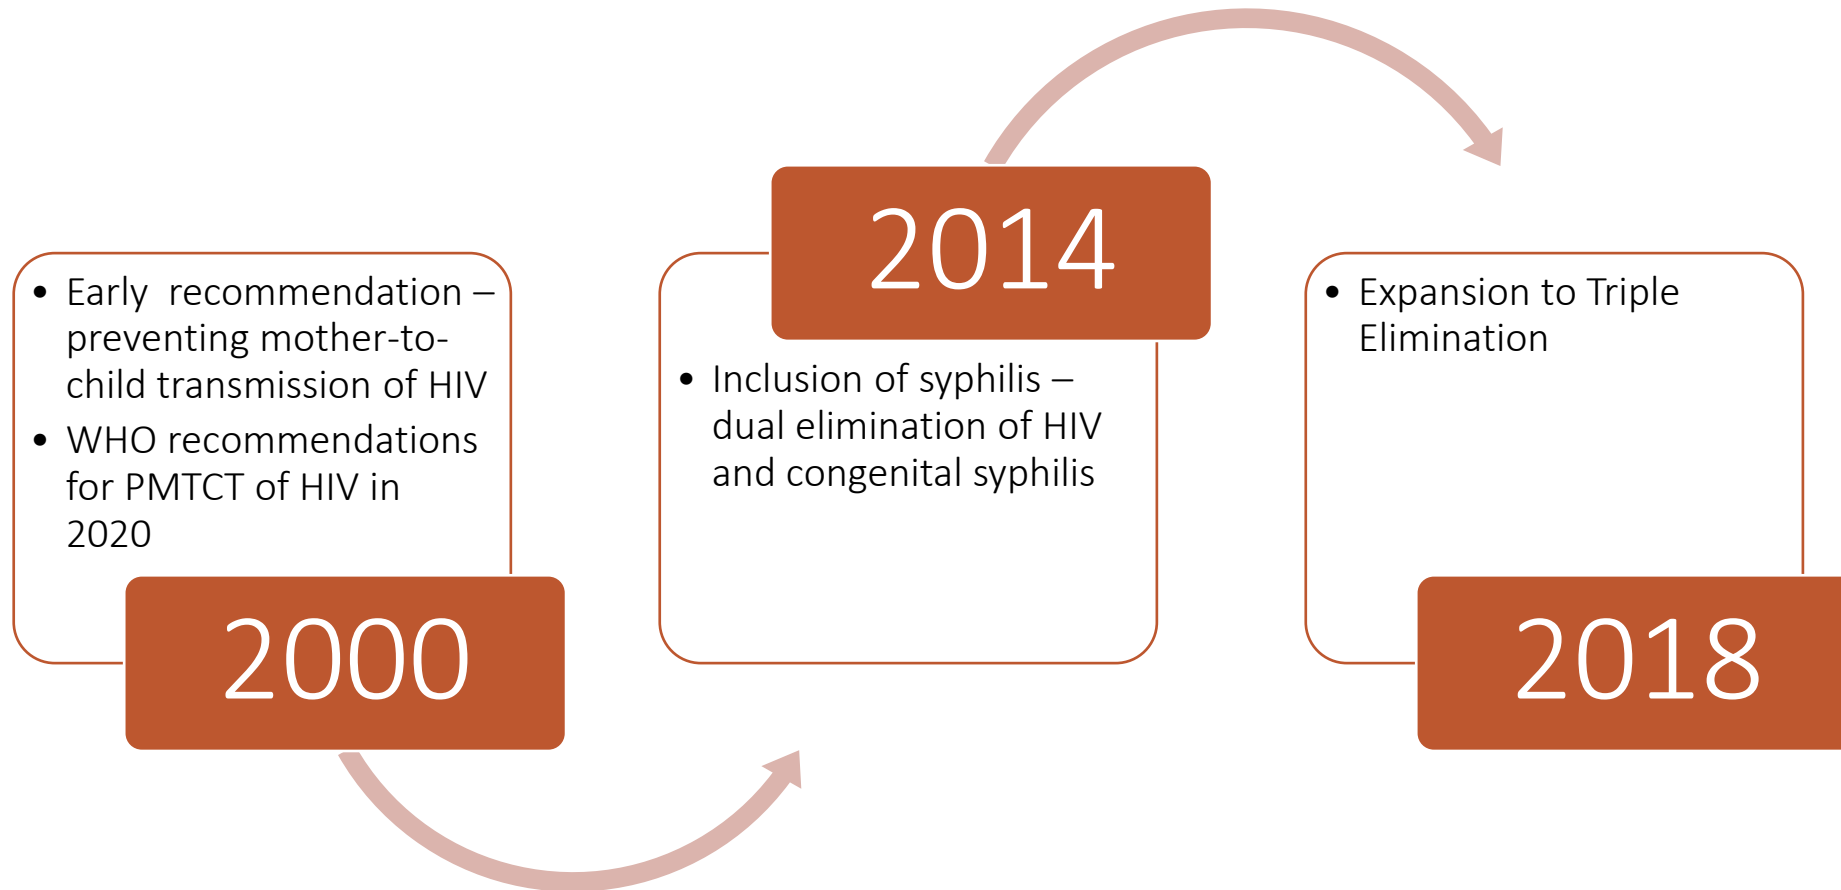 • Early  recommendation –
preventing mother-to-
child transmission of HIV
• WHO recommendations
for PMTCT of HIV in
2020
2000
2014
• Inclusion of syphilis –
dual elimination of HIV
and congenital syphilis
• Expansion to Triple
Elimination
2018